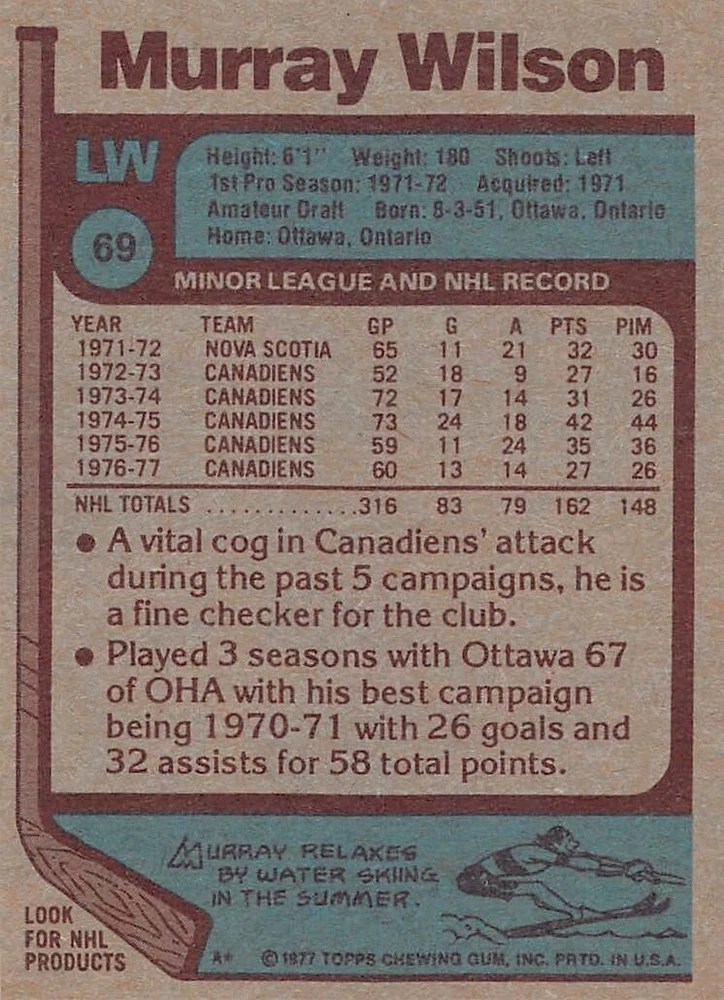 Murray Wilson
LW
Height: 6'1" Weight: 180 Shoots: Left
1st Pro Season: 1971-72 Acquired: 1971
Amateur Draft Born: 8-3-51, Ottawa, Ontario
Home: Ottawa, Ontario
69
MINOR LEAGUE AND NHL RECORD
YEAR TEAM GP G A PTS PIM
1971-72 NOVA SCOTIA 65 11 21 32 30
1972-73 CANADIENS 52 18 9 27 16
1973-74 CANADIENS 72 17 14 31 26
1974-75 CANADIENS 73 24 18 42 44
1975-76 CANADIENS 59 11 24 35 36
1976-77 CANADIENS 60 13 14 27 26
NHL TOTALS .............316 83 79 162 148
● A vital cog in Canadiens' attack
during the past 5 campaigns, he is
a fine checker for the club.
● Played 3 seasons with Ottawa 67
of OHA with his best campaign
being 1970-71 with 26 goals and
32 assists for 58 total points.
MURRAY RELAXES
BY WATER SKIING
IN THE SUMMER.
LOOK
FOR NHL
PRODUCTS
A* © 1977 TOPPS CHEWING GUM, INC. PRTD. IN U.S.A.